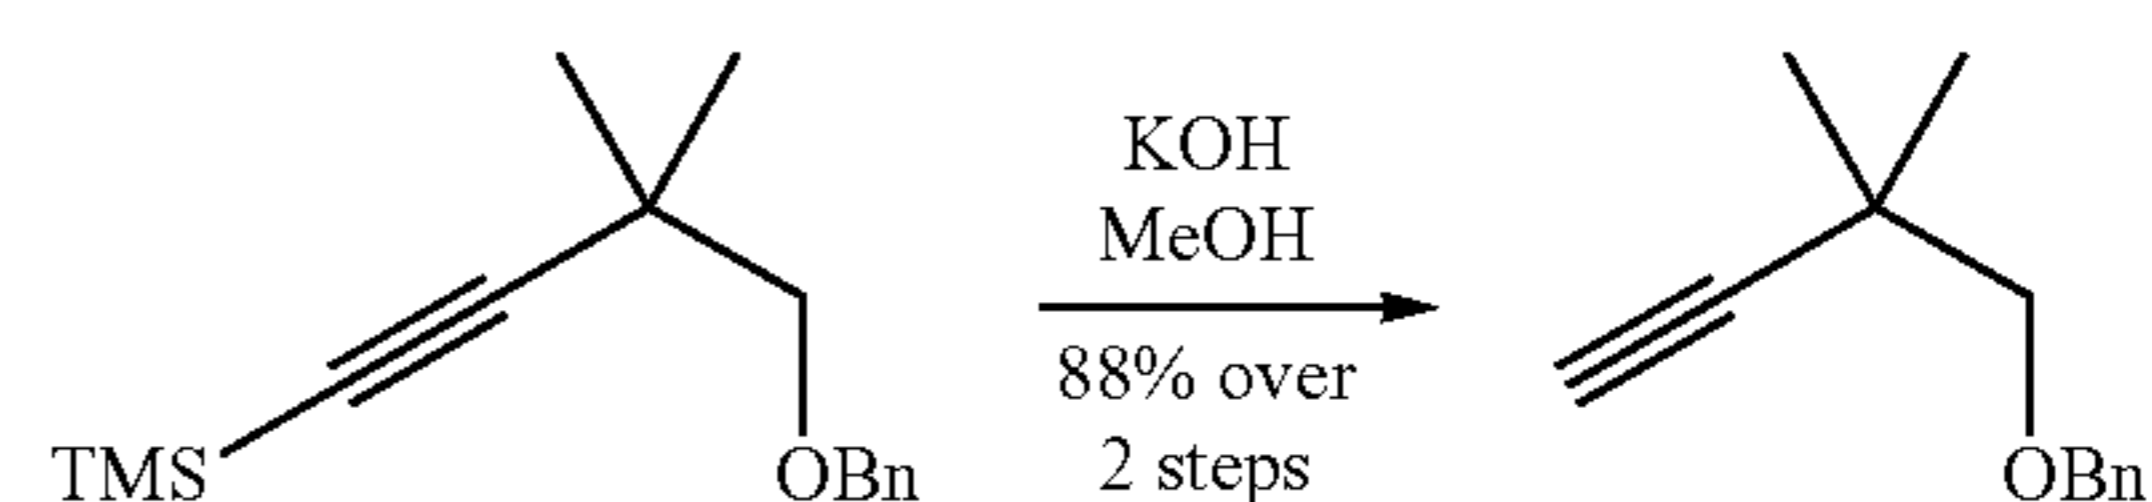 KOH
MeOH
88% over
2 steps
TMS
OBn
OBn